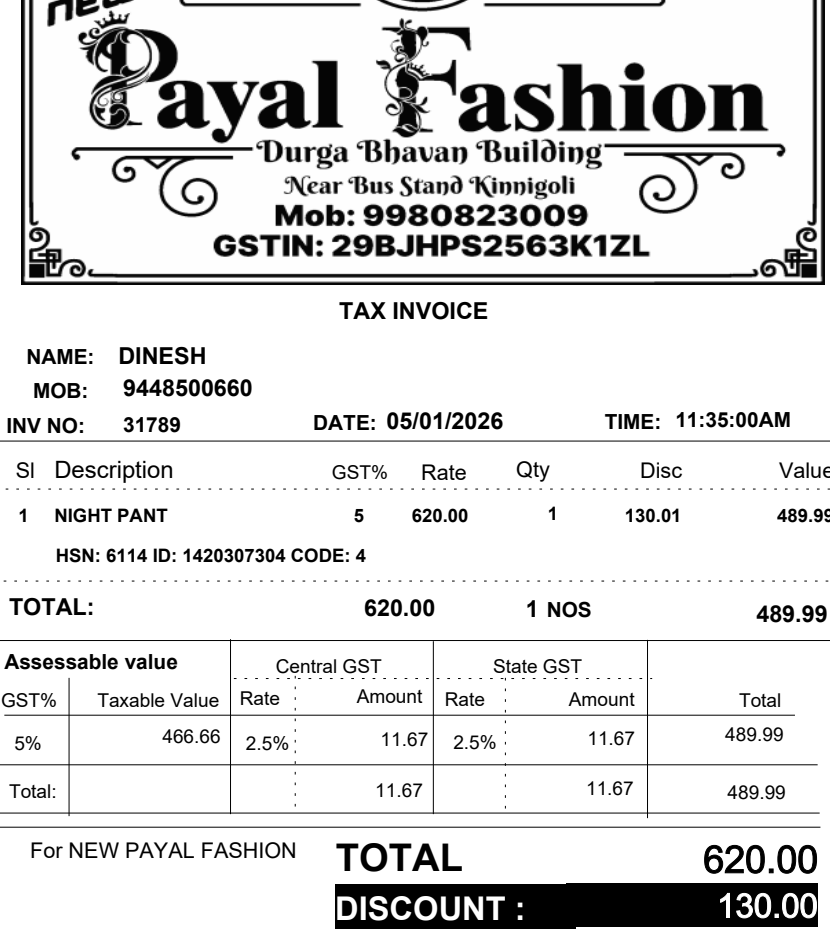 new
Payal Fashion
Durga Bhavan Building
Near Bus Stand Kinnigoli
Mob: 9980823009
GSTIN: 29BJHPS2563K1ZL
TAX INVOICE
NAME: DINESH
MOB: 9448500660
INV NO: 31789 DATE: 05/01/2026 TIME: 11:35:00AM
Sl Description GST% Rate Qty Disc Value
1 NIGHT PANT 5 620.00 1 130.01 489.99
HSN: 6114 ID: 1420307304 CODE: 4
TOTAL: 620.00 1 NOS 489.99
Assessable value Central GST State GST
GST% Taxable Value Rate Amount Rate Amount Total
5% 466.66 2.5% 11.67 2.5% 11.67 489.99
Total: 11.67 11.67 489.99
For NEW PAYAL FASHION TOTAL 620.00
DISCOUNT : 130.00